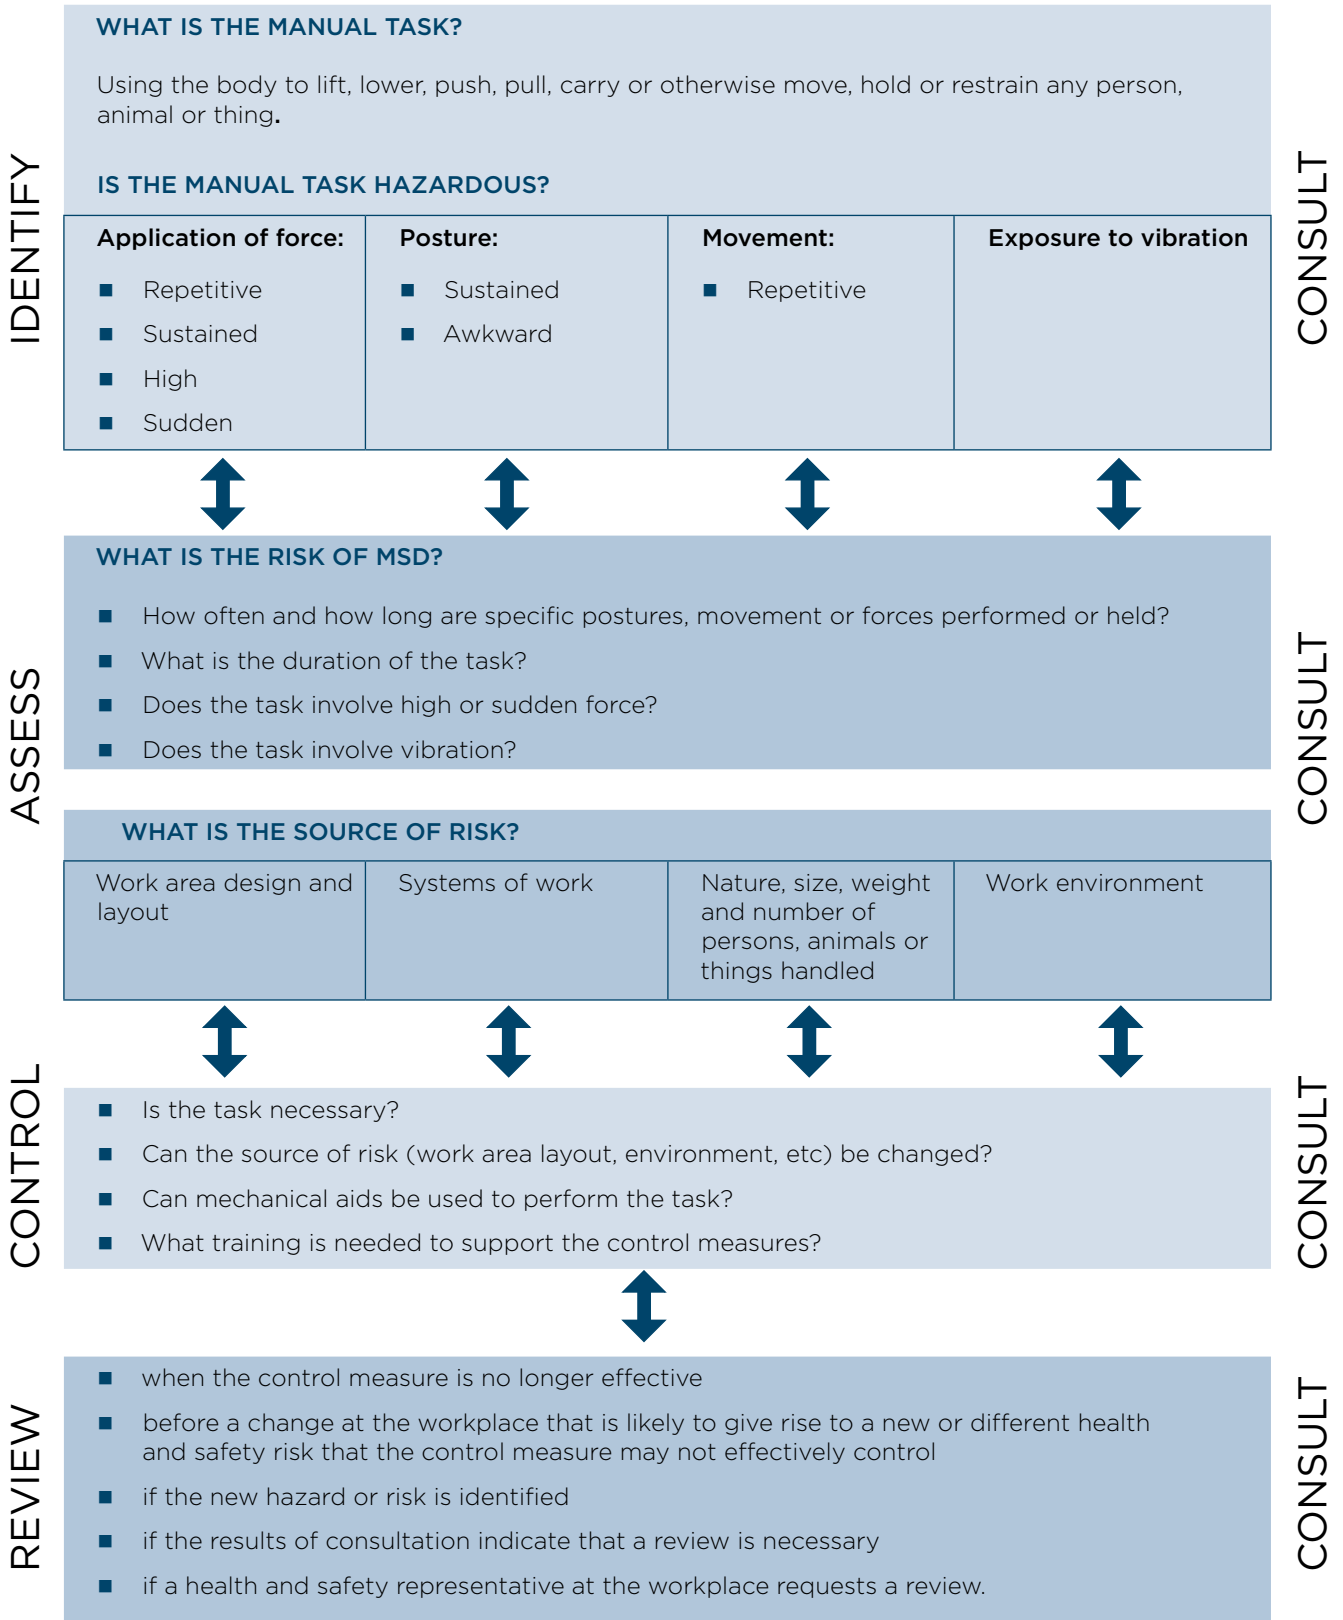 IDENTIFY
WHAT IS THE MANUAL TASK?
Using the body to lift, lower, push, pull, carry or otherwise move, hold or restrain any person,
animal or thing.
IS THE MANUAL TASK HAZARDOUS?
Application of force:
■ Repetitive
■ Sustained
■ High
■ Sudden
Posture:
■ Sustained
■ Awkward
Movement:
■ Repetitive
Exposure to vibration
CONSULT
ASSESS
WHAT IS THE RISK OF MSD?
■ How often and how long are specific postures, movement or forces performed or held?
■ What is the duration of the task?
■ Does the task involve high or sudden force?
■ Does the task involve vibration?
WHAT IS THE SOURCE OF RISK?
Work area design and
layout
Systems of work
Nature, size, weight
and number of
persons, animals or
things handled
Work environment
CONSULT
CONTROL
■ Is the task necessary?
■ Can the source of risk (work area layout, environment, etc) be changed?
■ Can mechanical aids be used to perform the task?
■ What training is needed to support the control measures?
CONSULT
REVIEW
■ when the control measure is no longer effective
■ before a change at the workplace that is likely to give rise to a new or different health
and safety risk that the control measure may not effectively control
■ if the new hazard or risk is identified
■ if the results of consultation indicate that a review is necessary
■ if a health and safety representative at the workplace requests a review.
CONSULT